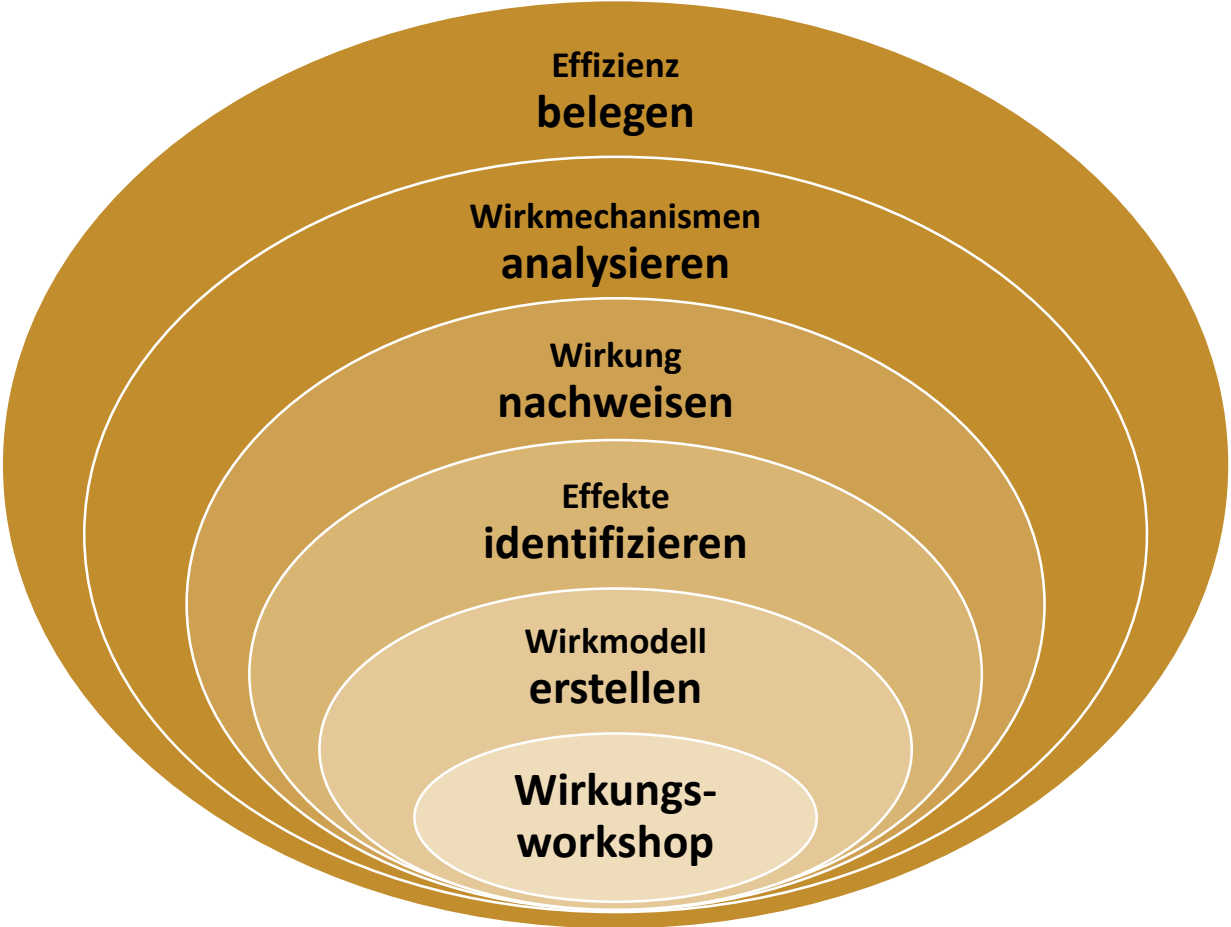 Effizienz
belegen
Wirkmechanismen
analysieren
Wirkung
nachweisen
Effekte
identifizieren
Wirkmodell
erstellen
Wirkungs-
workshop